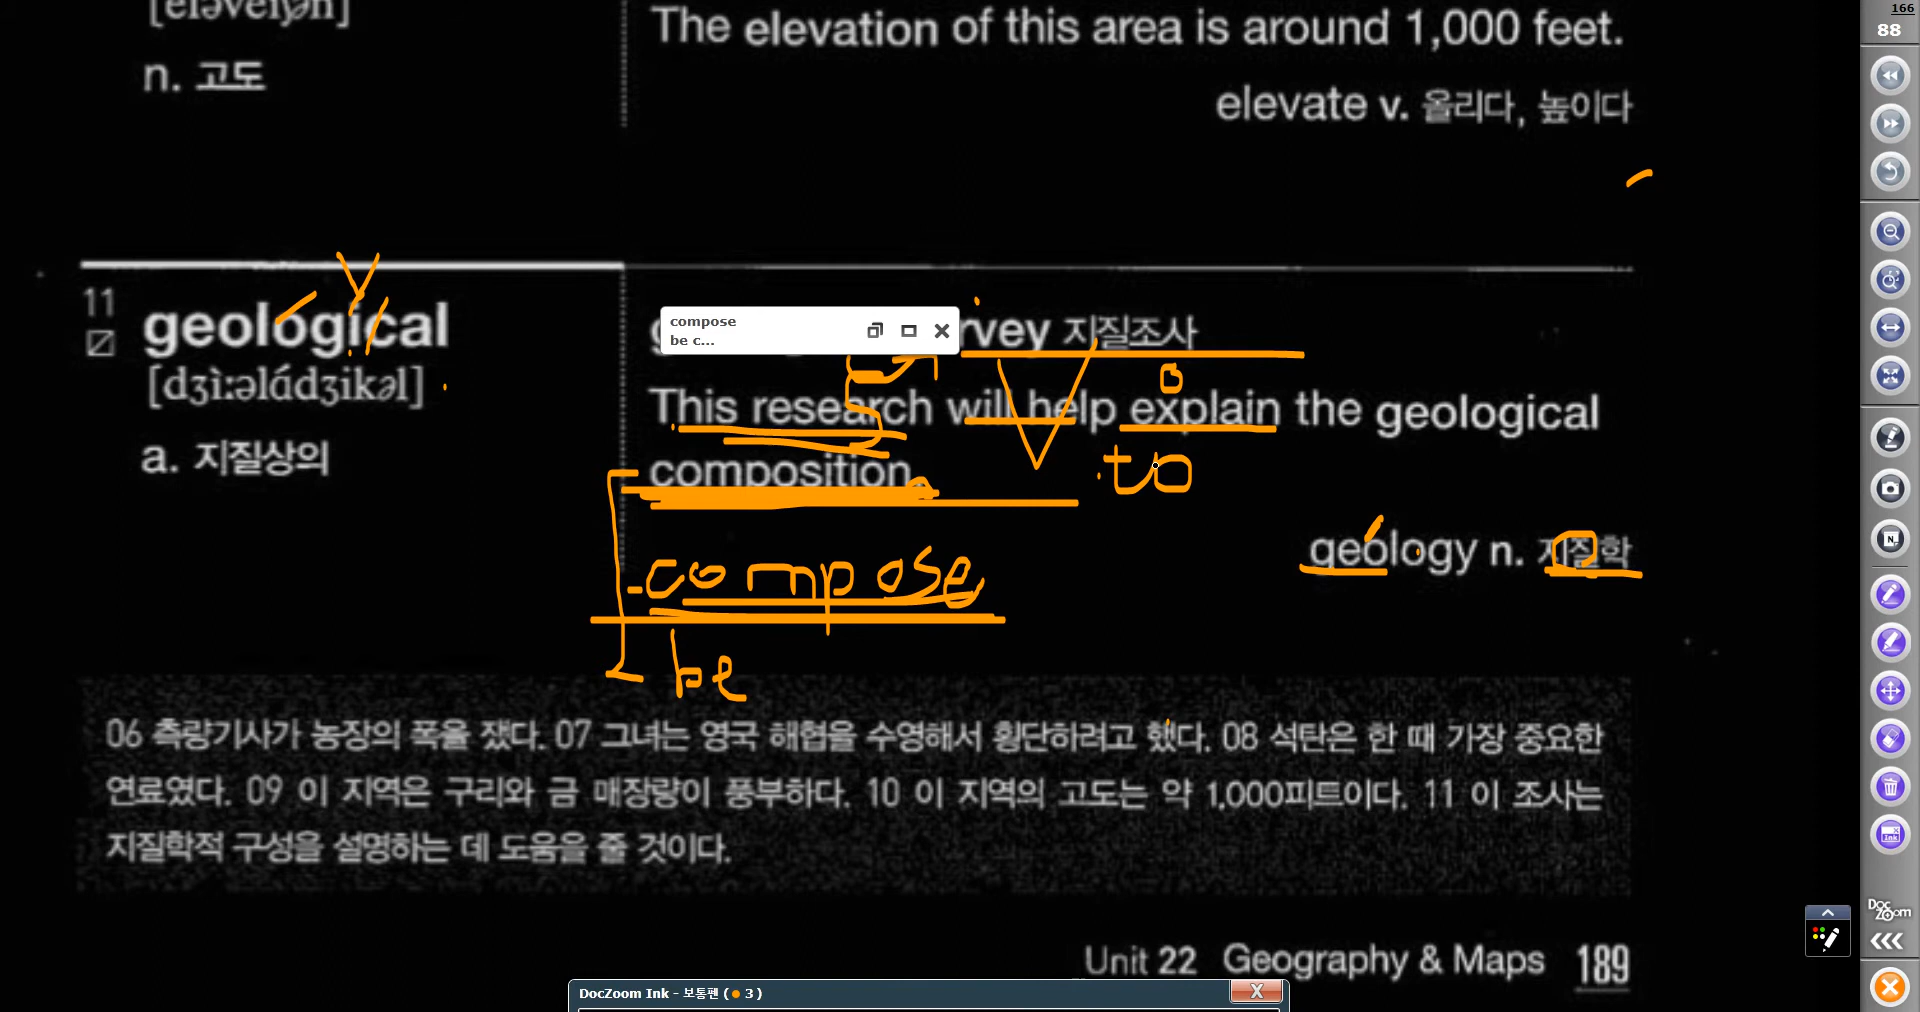 166
88
n. 고도
The elevation of this area is around 1,000 feet.
elevate v. 올리다, 높이다
11
geological
[dʒìːəládʒikəl]
a. 지질상의
rvey 지질조사
compose
be c...
This research will help explain the geological
composition.
to
geology n. 지질학
compose
be
06 측량기사가 농장의 폭을 쟀다. 07 그녀는 영국 해협을 수영해서 횡단하려고 했다. 08 석탄은 한 때 가장 중요한
연료였다. 09 이 지역은 구리와 금 매장량이 풍부하다. 10 이 지역의 고도는 약 1,000피트이다. 11 이 조사는
지질학적 구성을 설명하는 데 도움을 줄 것이다.
Unit 22 Geography & Maps 189
DocZoom Ink - 보통펜 ( 3 )
Doc Zoom